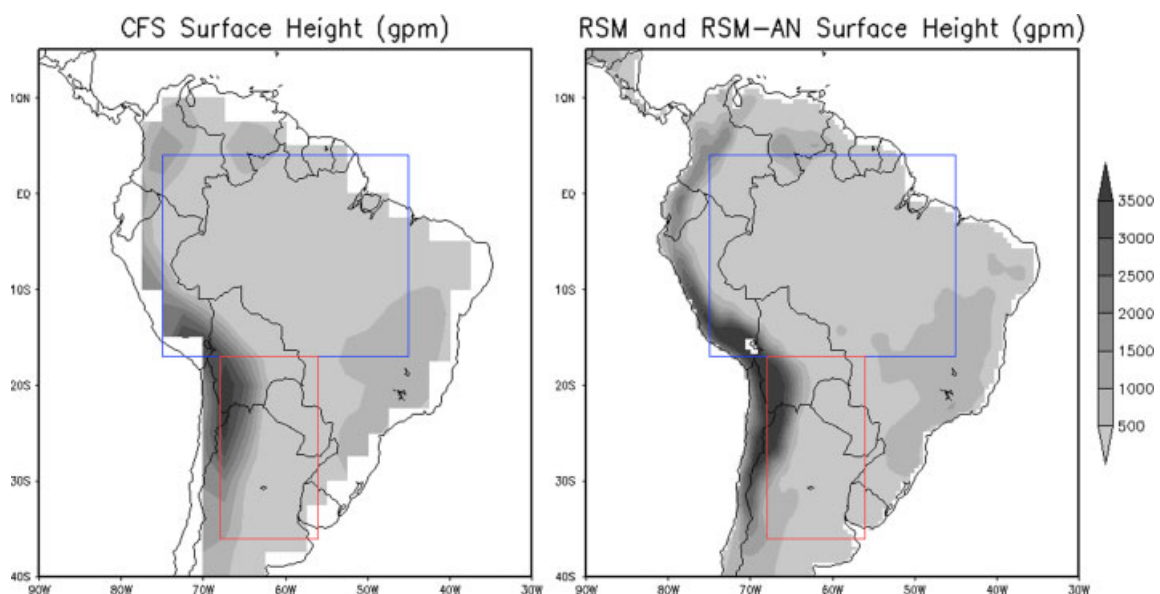 CFS Surface Height (gpm)
RSM and RSM-AN Surface Height (gpm)
10N
EQ
10S
20S
30S
40S
90W 80W 70W 60W 50W 40W 30W
10N
EQ
10S
20S
30S
40S
90W 80W 70W 60W 50W 40W 30W
3500
3000
2500
2000
1500
1000
500